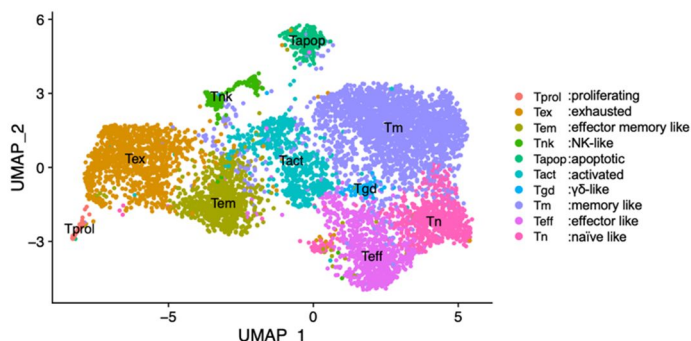 6
3
0
−3
UMAP_2
−5
0
5
UMAP_1
Tapop
Tnk
Tm
Tex
Tact
Tgd
Tem
Tn
Tprol
Teff
Tprol :proliferating
Tex :exhausted
Tem :effector memory like
Tnk :NK-like
Tapop :apoptotic
Tact :activated
Tgd :γδ-like
Tm :memory like
Teff :effector like
Tn :naïve like